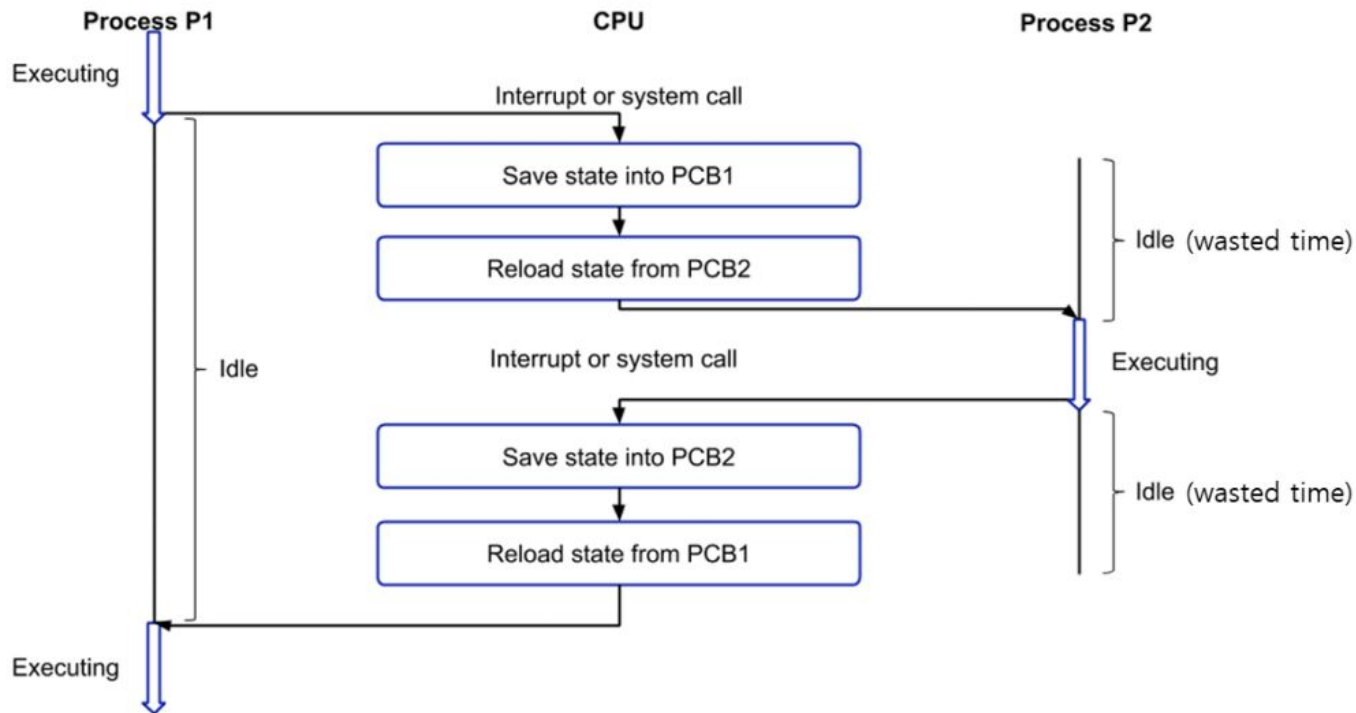 Process P1
CPU
Process P2
Executing
Interrupt or system call
Save state into PCB1
Idle (wasted time)
Reload state from PCB2
Interrupt or system call
Executing
Idle
Save state into PCB2
Idle (wasted time)
Reload state from PCB1
Executing